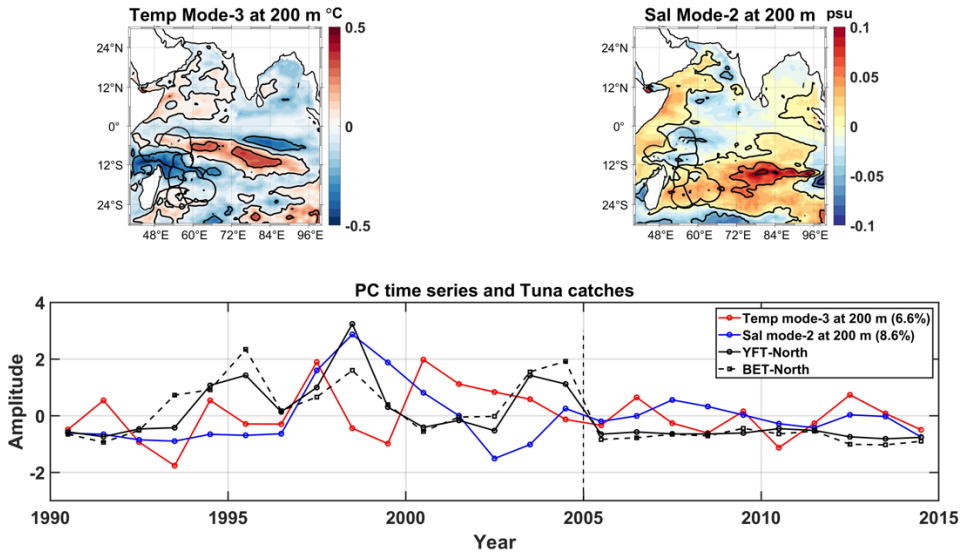 Temp Mode-3 at 200 m °C
Sal Mode-2 at 200 m psu
24°N
12°N
0°
12°S
24°S
48°E 60°E 72°E 84°E 96°E
0.5
0
-0.5
24°N
12°N
0°
12°S
24°S
48°E 60°E 72°E 84°E 96°E
0.1
0.05
0
-0.05
-0.1
PC time series and Tuna catches
Amplitude
4
2
0
-2
Temp mode-3 at 200 m (6.6%)
Sal mode-2 at 200 m (8.6%)
YFT-North
BET-North
1990 1995 2000 2005 2010 2015
Year